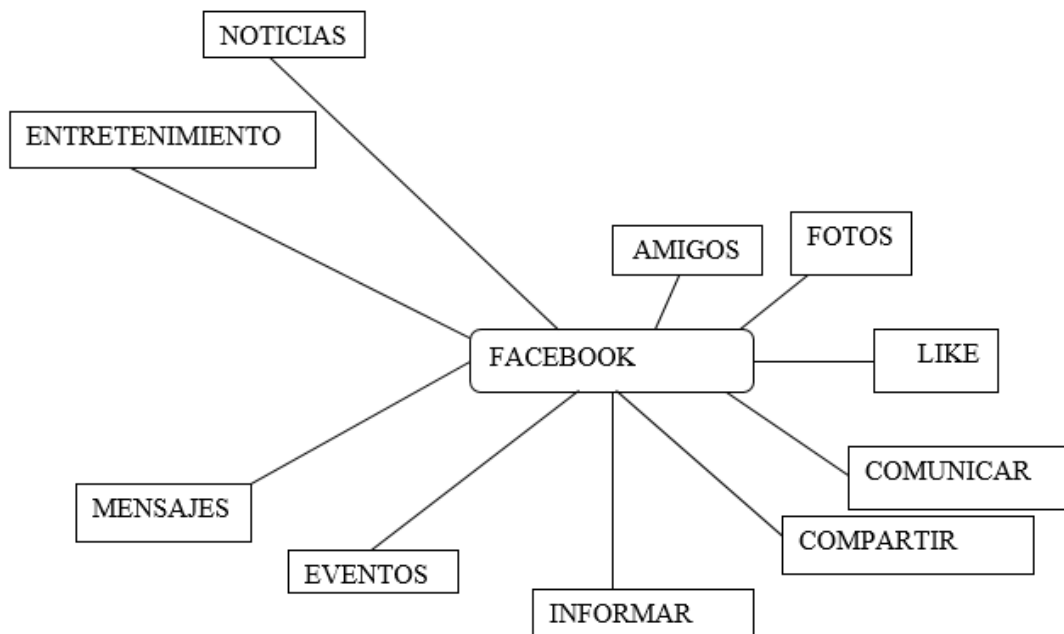 NOTICIAS
ENTRETENIMIENTO
AMIGOS
FOTOS
FACEBOOK
LIKE
COMUNICAR
MENSAJES
COMPARTIR
EVENTOS
INFORMAR